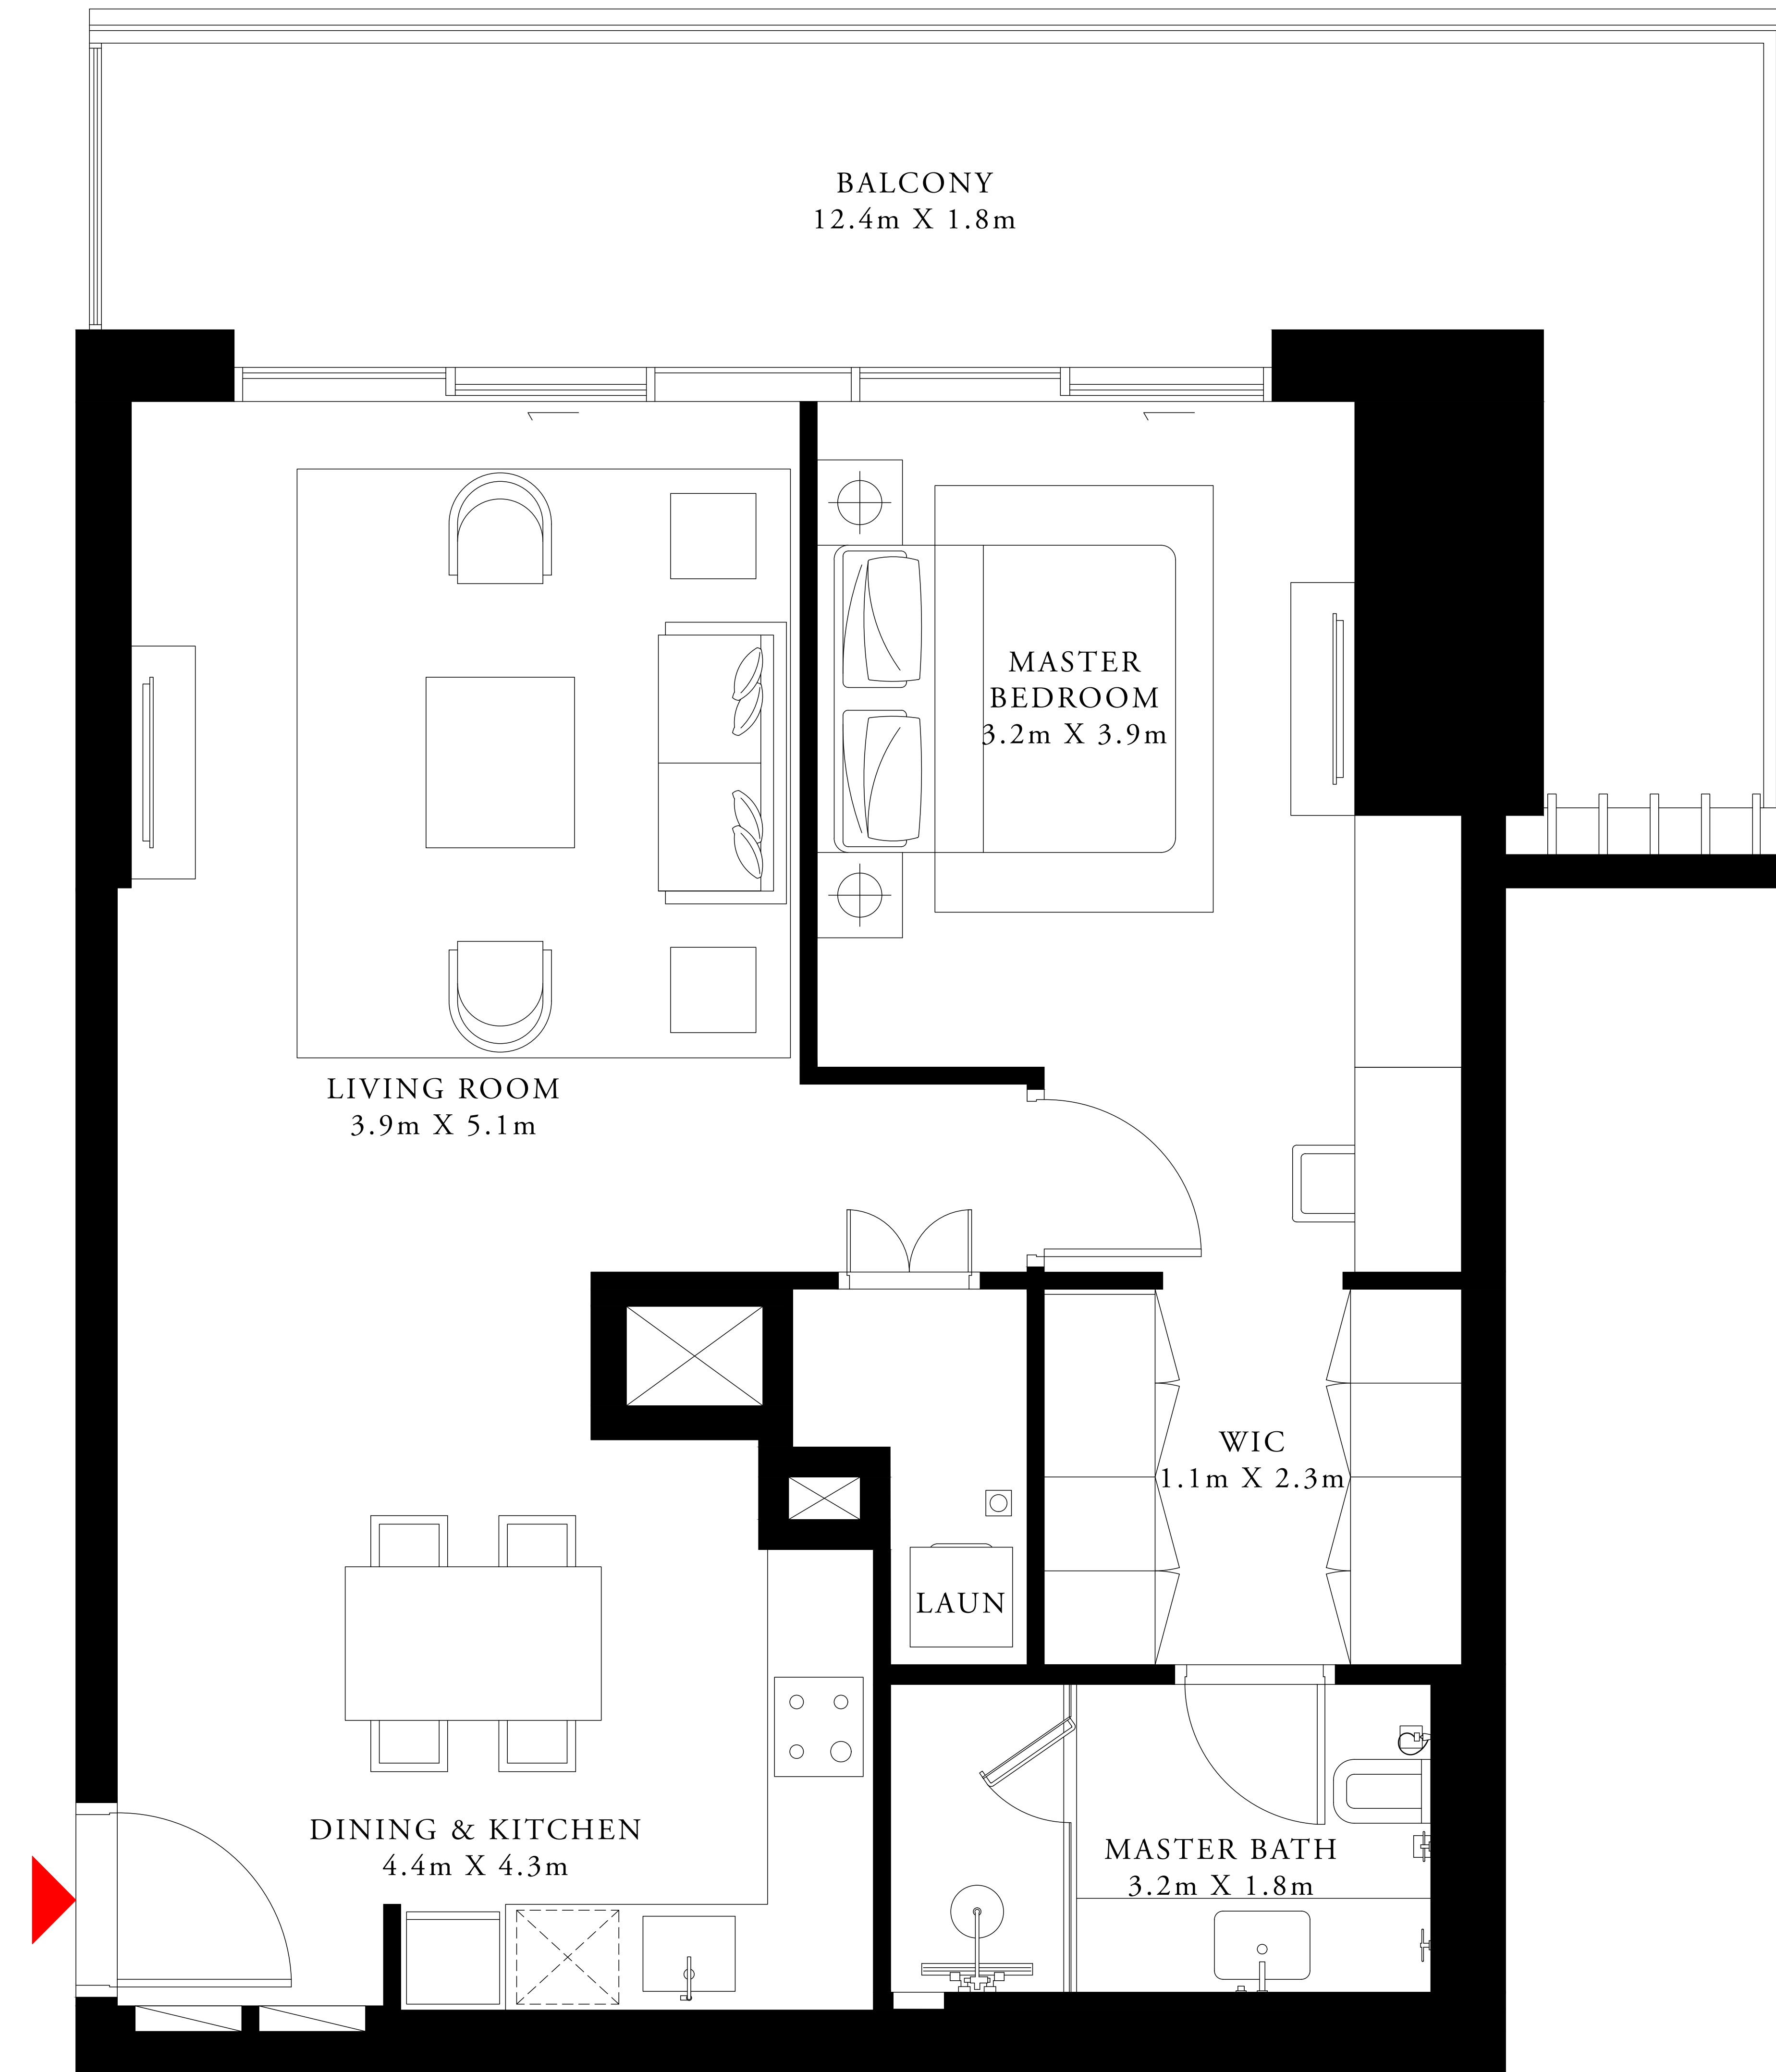 BALCONY
12.4m X 1.8m
MASTER
BEDROOM
3.2m X 3.9m
LIVING ROOM
3.9m X 5.1m
WIC
1.1m X 2.3m
LAUN
DINING & KITCHEN
4.4m X 4.3m
MASTER BATH
3.2m X 1.8m